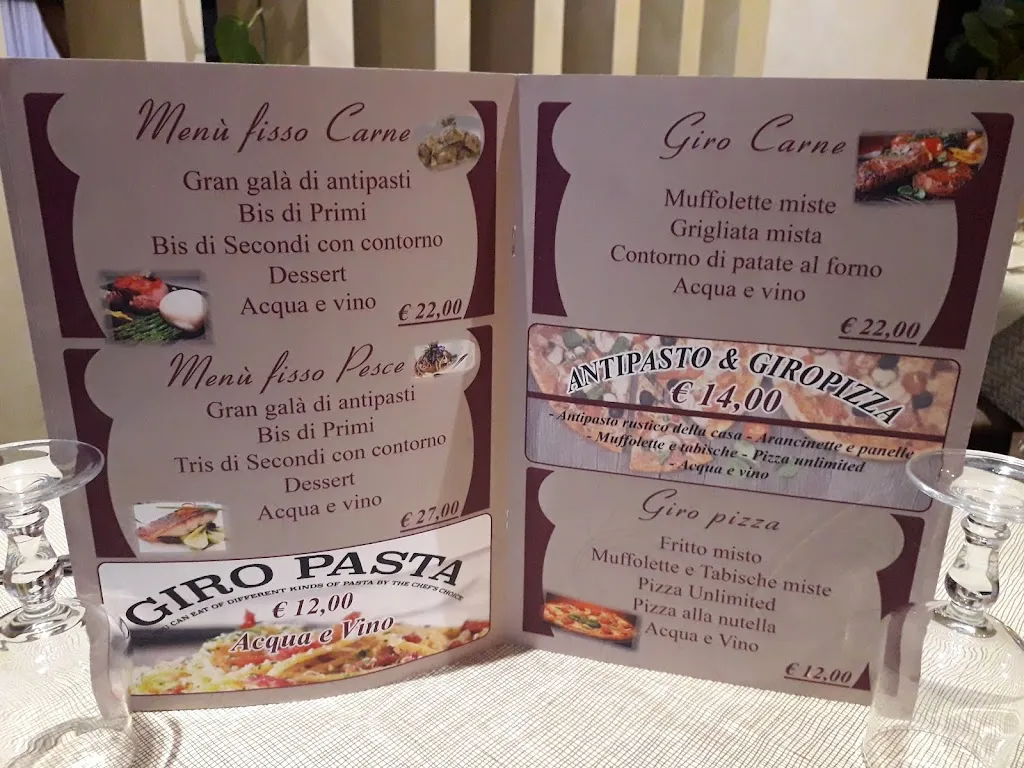 Menù fisso Carne
Gran galà di antipasti
Bis di Primi
Bis di Secondi con contorno
Dessert
Acqua e vino
€ 22,00
Menù fisso Pesce
Gran galà di antipasti
Bis di Primi
Tris di Secondi con contorno
Dessert
Acqua e vino
€ 27,00
GIRO PASTA
CAN EAT OF DIFFERENT KINDS OF PASTA BY THE CHEF'S CHOICE
€ 12,00
Acqua e Vino
Giro Carne
Muffolette miste
Grigliata mista
Contorno di patate al forno
Acqua e vino
€ 22,00
ANTIPASTO & GIROPIZZA
€ 14,00
- Antipasto rustico della casa - Arancinette e panelle
- Muffolette e tabische - Pizza unlimited
- Acqua e vino
Giro pizza
Fritto misto
Muffolette e Tabische miste
Pizza Unlimited
Pizza alla nutella
Acqua e Vino
€ 12,00